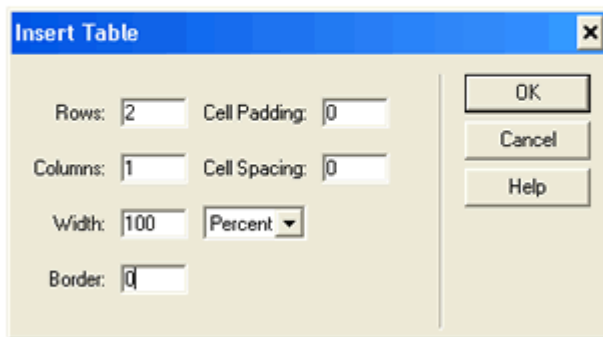 Insert Table
Rows: 2 Cell Padding: 0 OK
Columns: 1 Cell Spacing: 0 Cancel
Width: 100 Percent Help
Border: 0